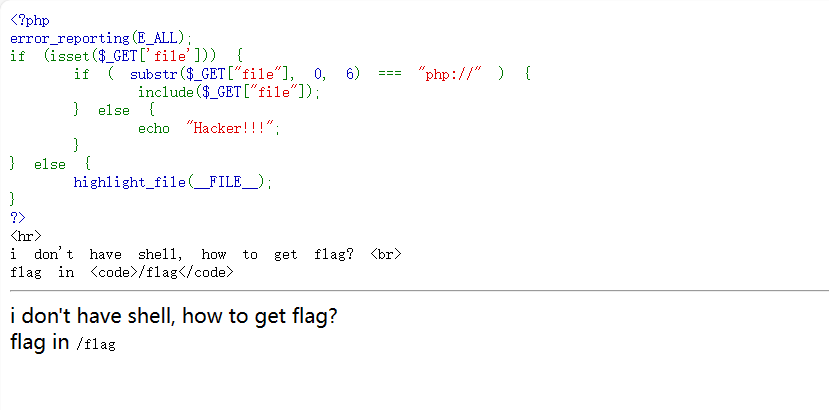 <?php
error_reporting(E_ALL);
if (isset($_GET['file'])) {
if ( substr($_GET["file"], 0, 6) === "php://" ) {
include($_GET["file"]);
} else {
echo "Hacker!!!";
}
} else {
highlight_file(__FILE__);
}
?>
<hr>
i don't have shell, how to get flag? <br>
flag in <code>/flag</code>
i don't have shell, how to get flag?
flag in /flag